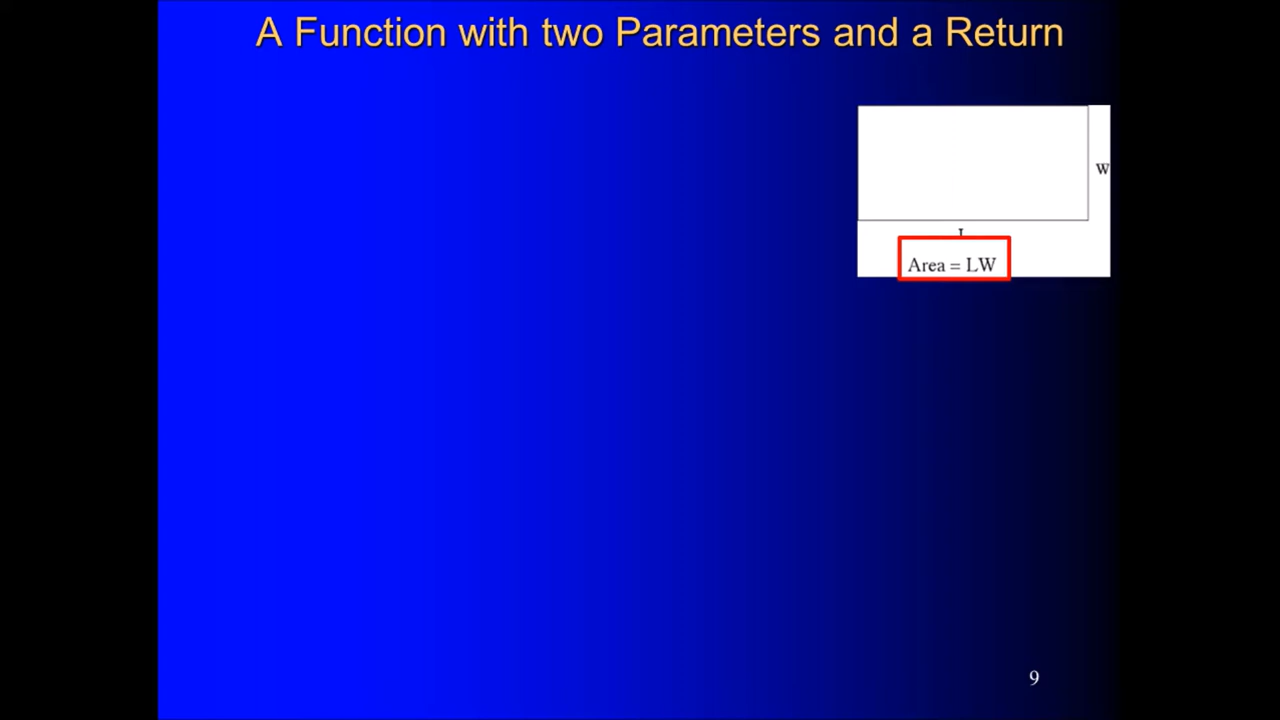 A Function with two Parameters and a Return
W
L
Area = LW
9